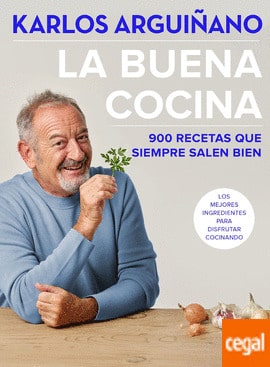 KARLOS ARGUIÑANO
LA BUENA
COCINA
900 RECETAS QUE
SIEMPRE SALEN BIEN
LOS
MEJORES
INGREDIENTES
PARA
DISFRUTAR
COCINANDO
cegal